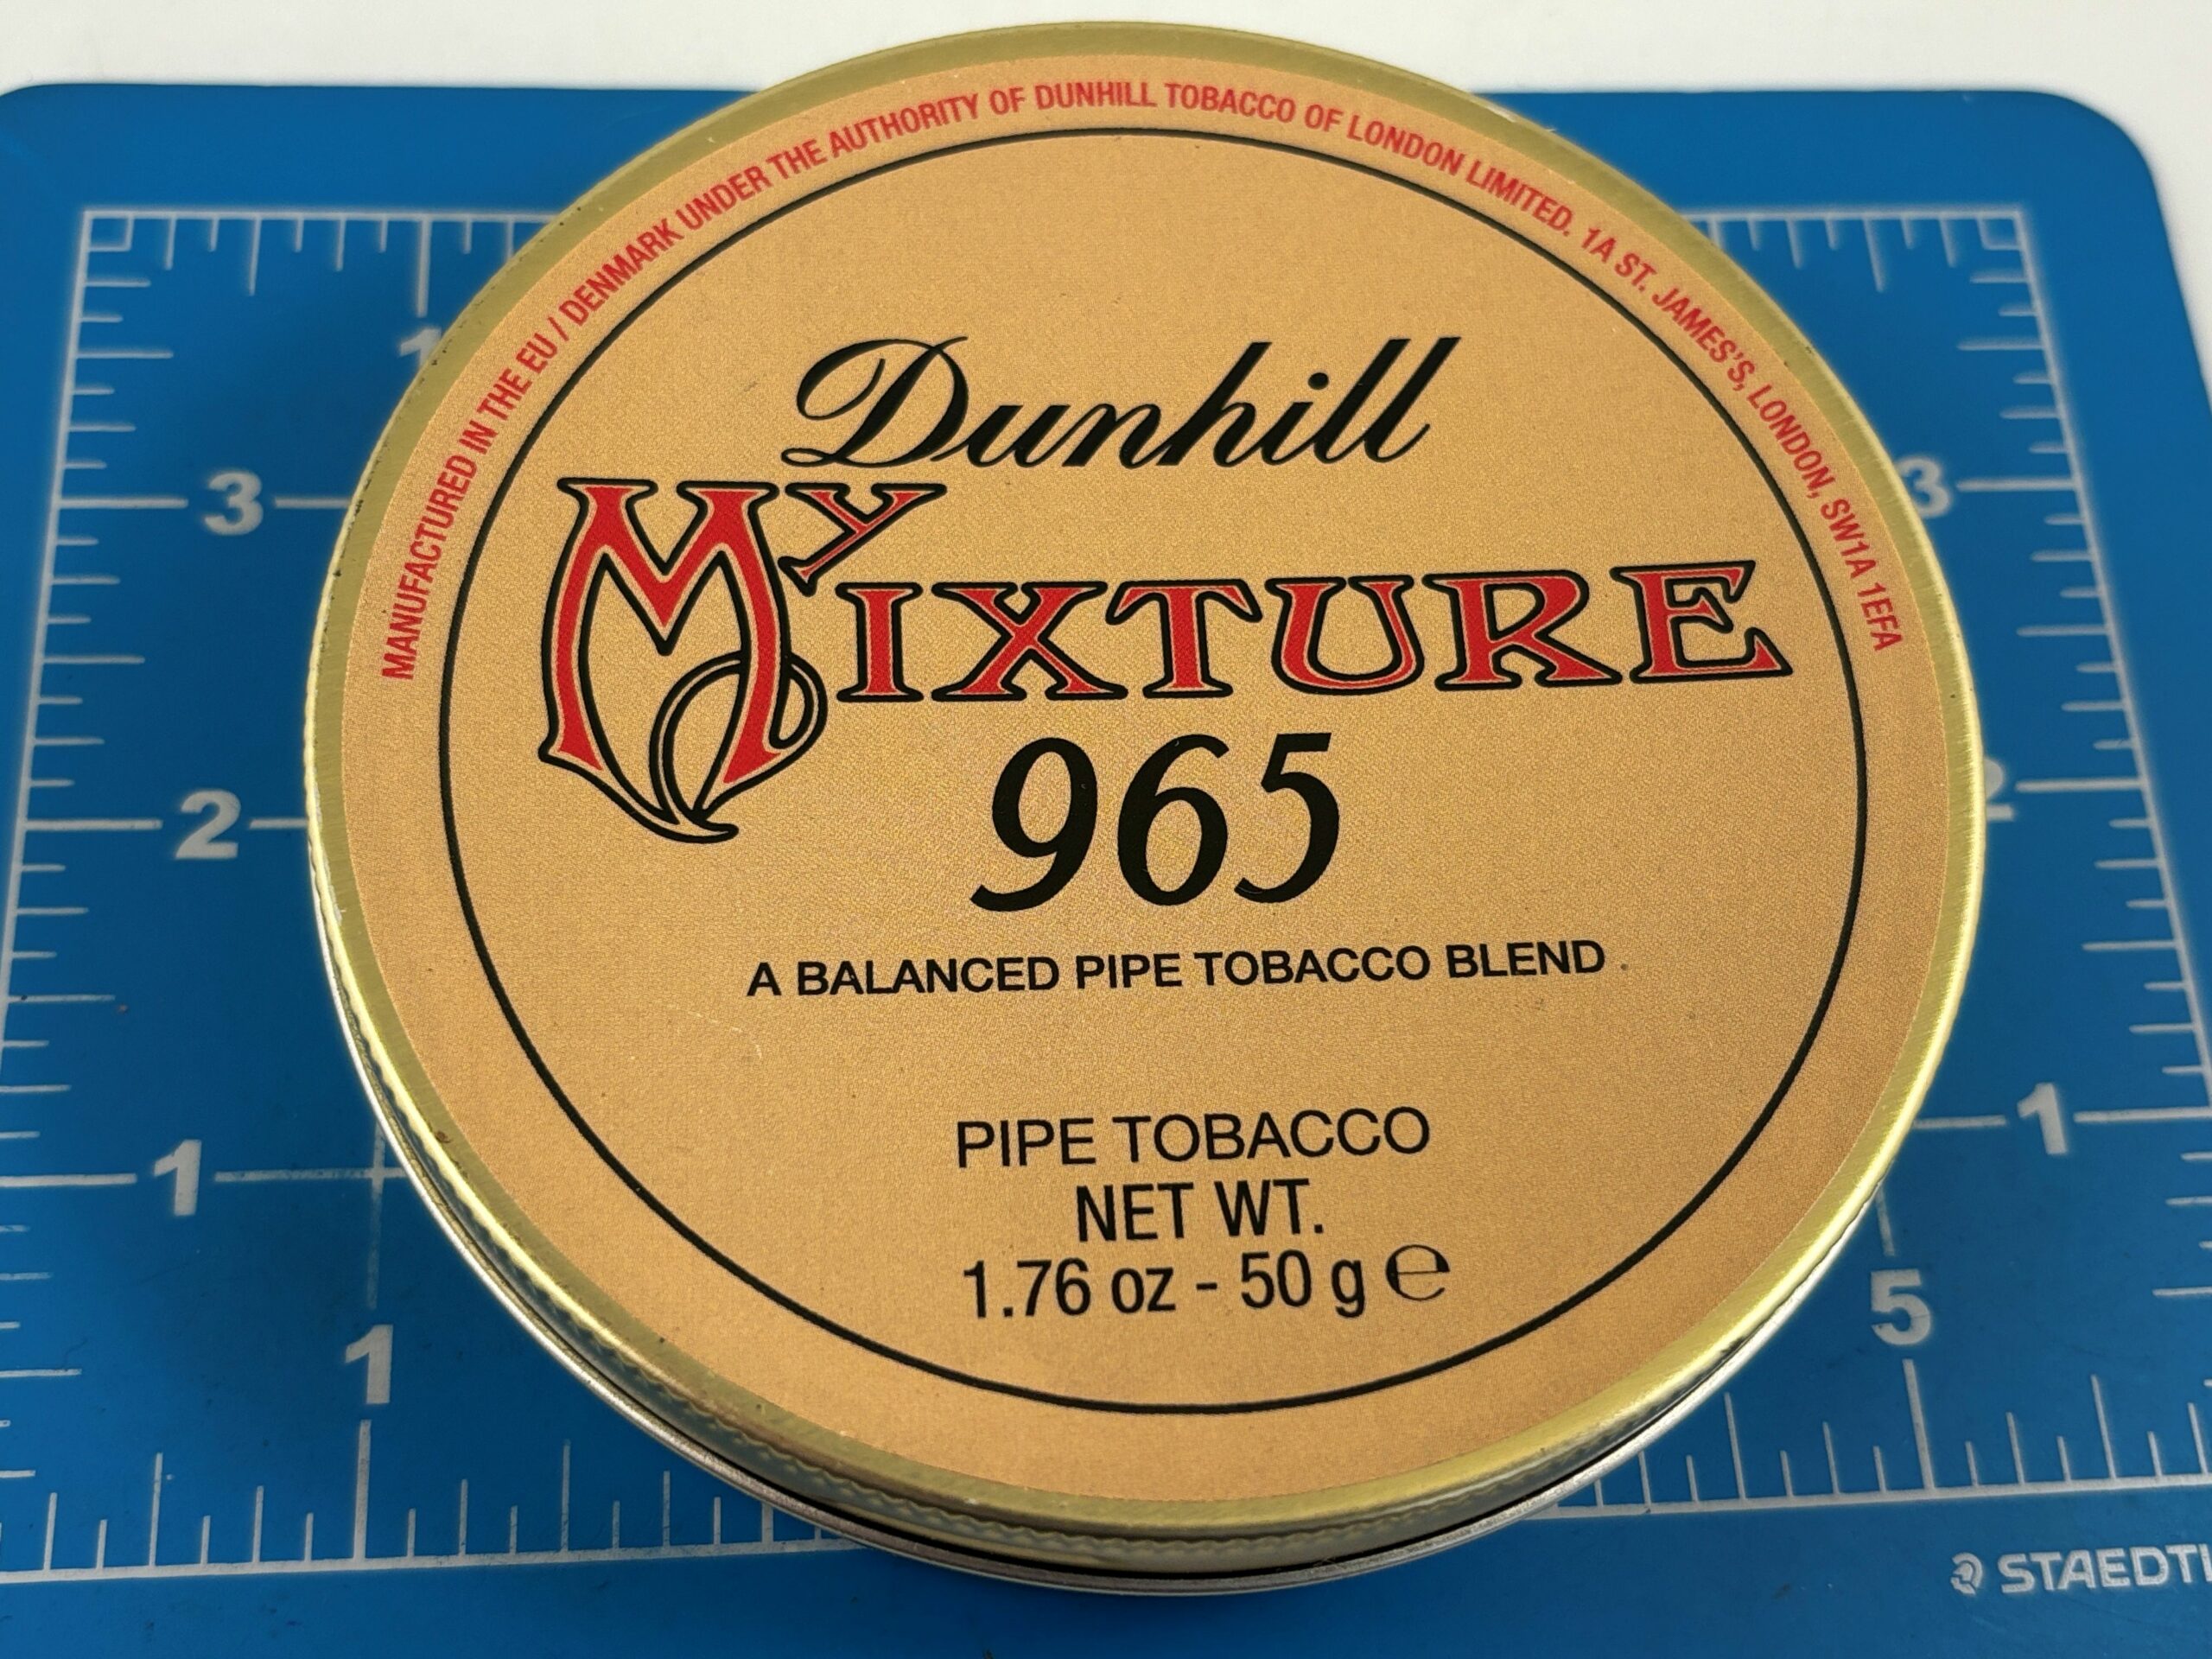 MANUFACTURED IN THE EU / DENMARK UNDER THE AUTHORITY OF DUNHILL TOBACCO OF LONDON LIMITED. 1A ST. JAMES'S, LONDON, SW1A 1EFA
Dunhill
MY MIXTURE
965
A BALANCED PIPE TOBACCO BLEND
PIPE TOBACCO
NET WT.
1.76 oz - 50 g ℮
1
3
3
2
2
1
1
1
5
STAEDTL